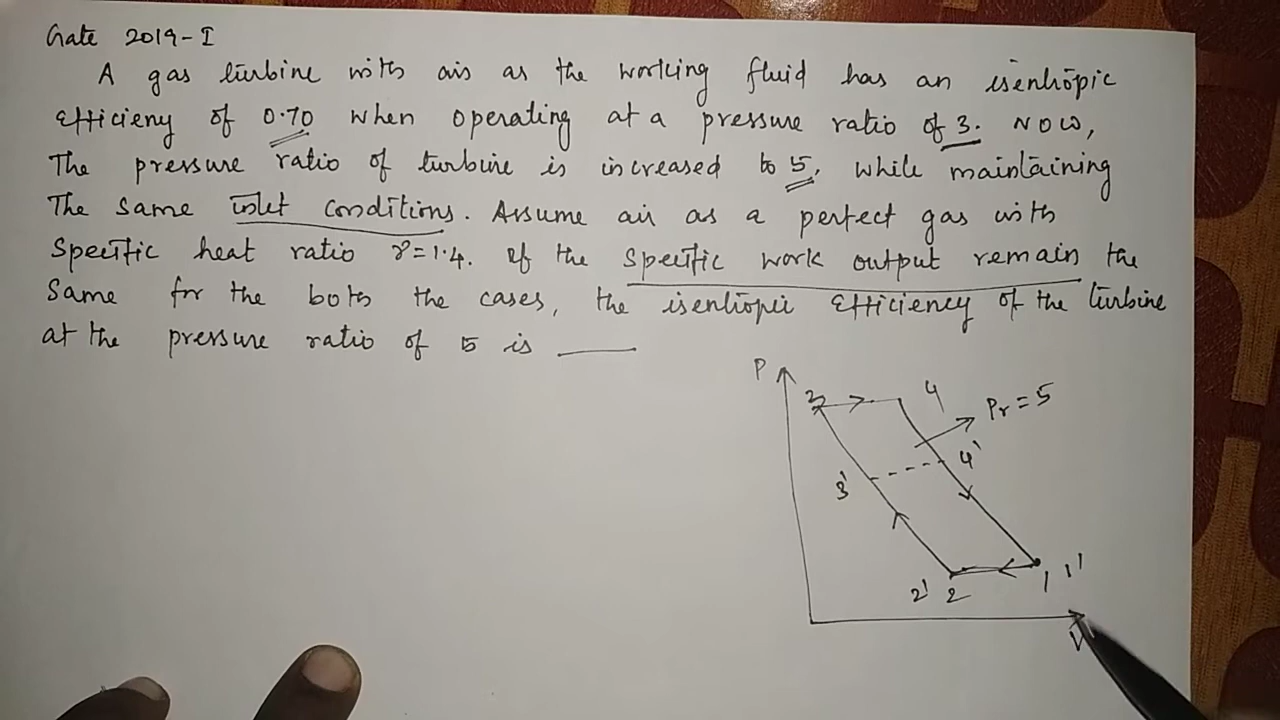 Gate 2019-I
A gas turbine with air as the working fluid has an isentropic
efficieny of 0.70 when operating at a pressure ratio of 3. NOW,
The pressure ratio of turbine is increased to 5, while maintaining
The same inlet conditions. Assume air as a perfect gas with
specific heat ratio γ=1.4. If the specific work output remain the
same for the both the cases, the isentropic efficiency of the turbine
at the pressure ratio of 5 is ____
P
3
4
Pr=5
4'
3'
2' 2
1 1'
V